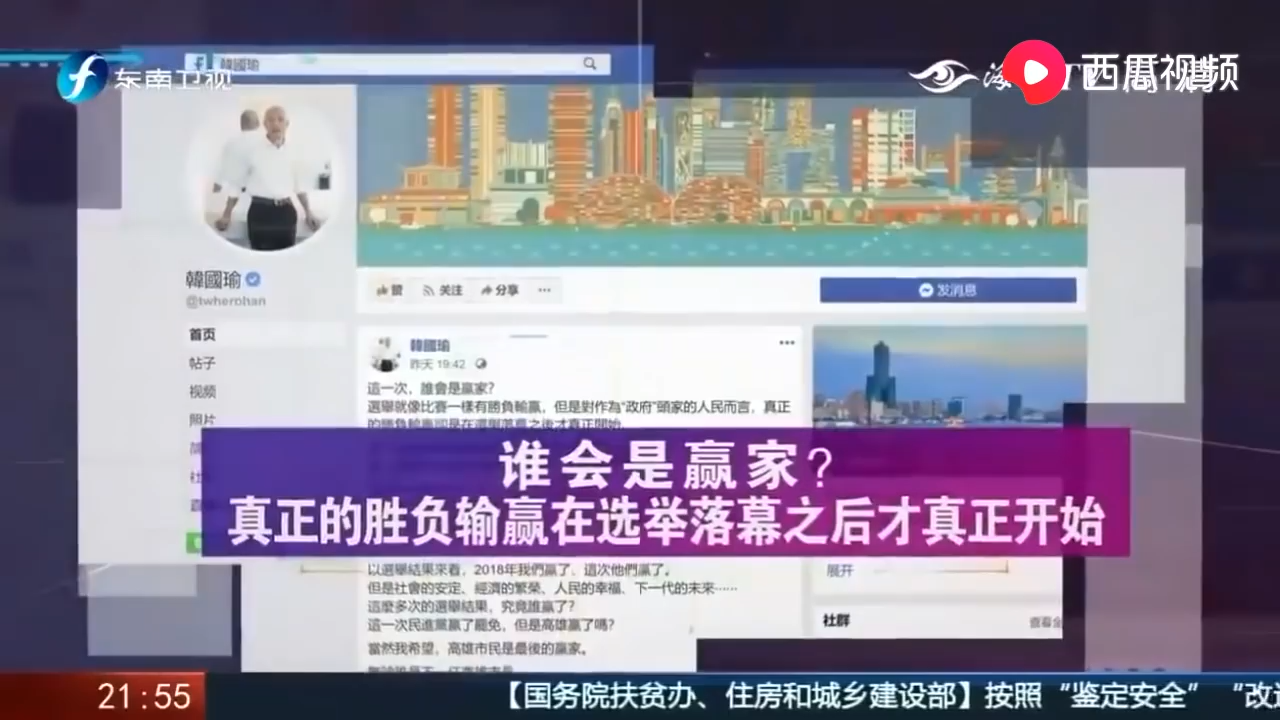 东南卫视
韓國瑜
西瓜视频
韓國瑜
@twherohan
赞
关注
分享
发消息
首页
帖子
视频
照片
韓國瑜
昨天 19:42
這一次，誰會是贏家?
選舉就像比賽一樣有勝負輸贏，但是對作為“政府”頭家的人民而言，真正
谁会是赢家?
真正的胜负输赢在选举落幕之后才真正开始
以選舉結果來看，2018年我們贏了、這次他們贏了。
但是社會的安定、經濟的繁榮、人民的幸福、下一代的未來……
這麼多次的選舉結果，究竟誰贏了?
這一次民進黨贏了罷免，但是高雄贏了嗎?
當然我希望，高雄市民是最後的贏家。
展开
社群
查看全
21:55
【国务院扶贫办、住房和城乡建设部】按照“鉴定安全”“改